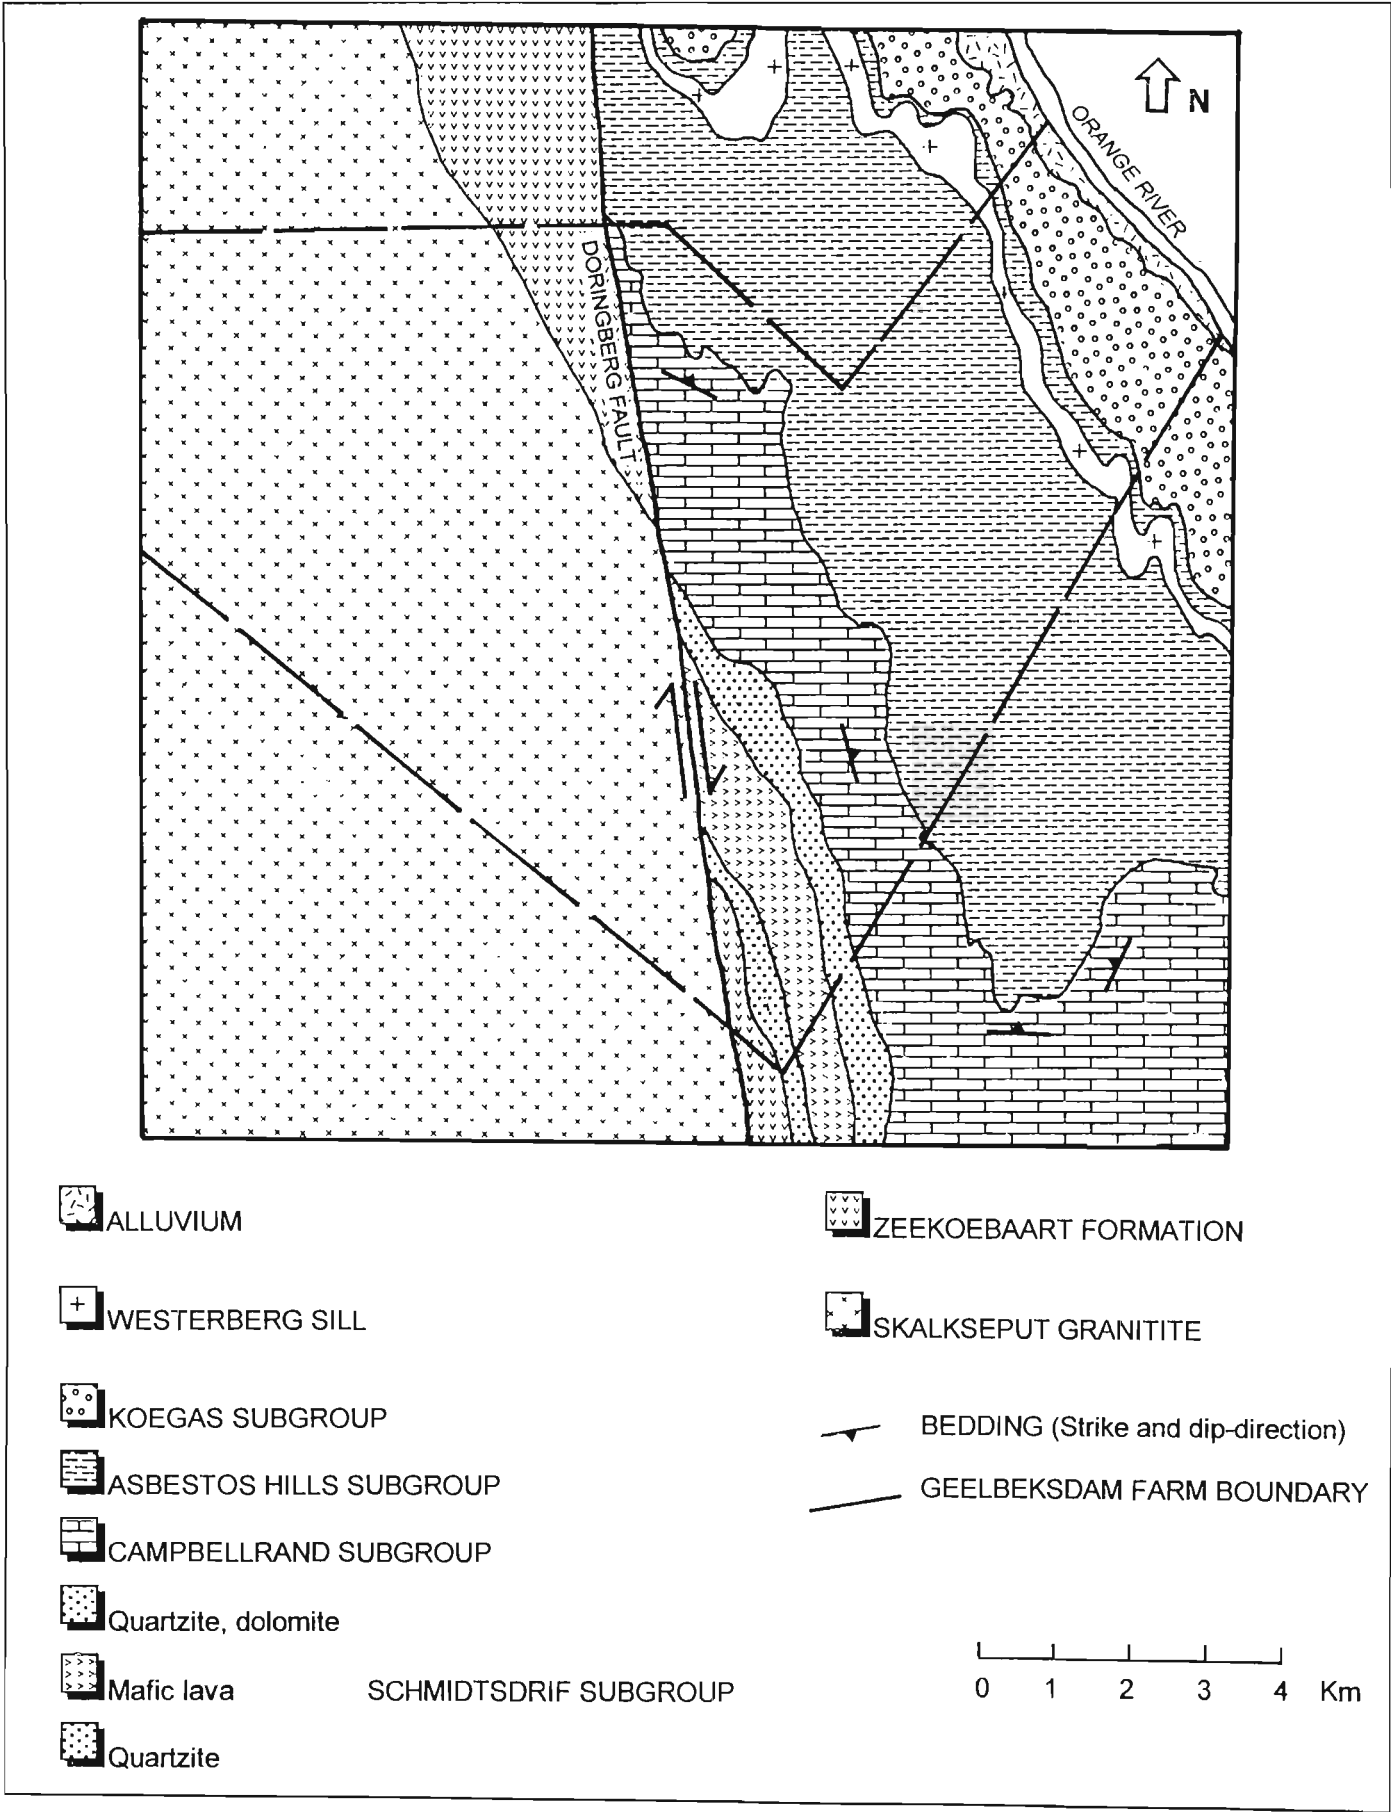 N
ORANGE RIVER
DORINGBERG FAULT
ALLUVIUM
WESTERBERG SILL
KOEGAS SUBGROUP
ASBESTOS HILLS SUBGROUP
CAMPBELLRAND SUBGROUP
Quartzite, dolomite
Mafic lava
SCHMIDTSDRIF SUBGROUP
Quartzite
ZEEKOEBAART FORMATION
SKALKSEPUT GRANITITE
BEDDING (Strike and dip-direction)
GEELBEKSDAM FARM BOUNDARY
0 1 2 3 4 Km